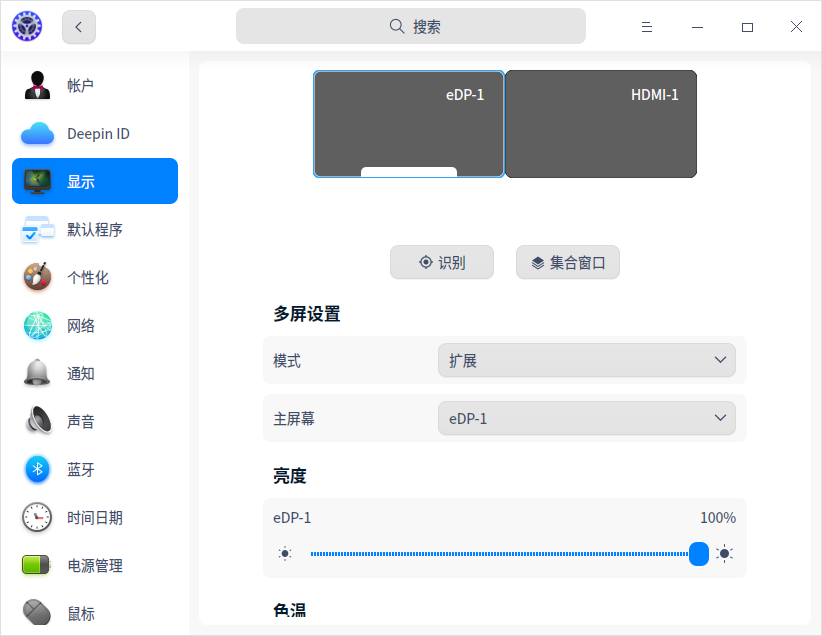 搜索
帐户
Deepin ID
显示
默认程序
个性化
网络
通知
声音
蓝牙
时间日期
电源管理
鼠标
eDP-1
HDMI-1
识别
集合窗口
多屏设置
模式
扩展
主屏幕
eDP-1
亮度
eDP-1
100%
色温